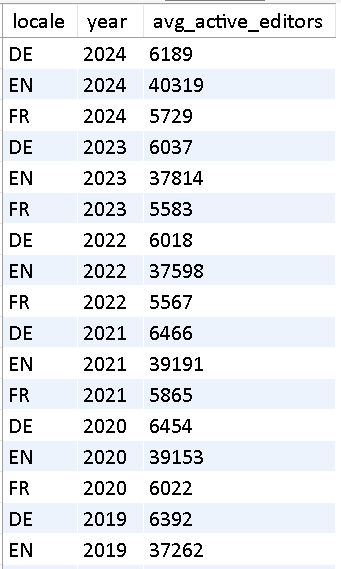 locale year avg_active_editors
DE 2024 6189
EN 2024 40319
FR 2024 5729
DE 2023 6037
EN 2023 37814
FR 2023 5583
DE 2022 6018
EN 2022 37598
FR 2022 5567
DE 2021 6466
EN 2021 39191
FR 2021 5865
DE 2020 6454
EN 2020 39153
FR 2020 6022
DE 2019 6392
EN 2019 37262